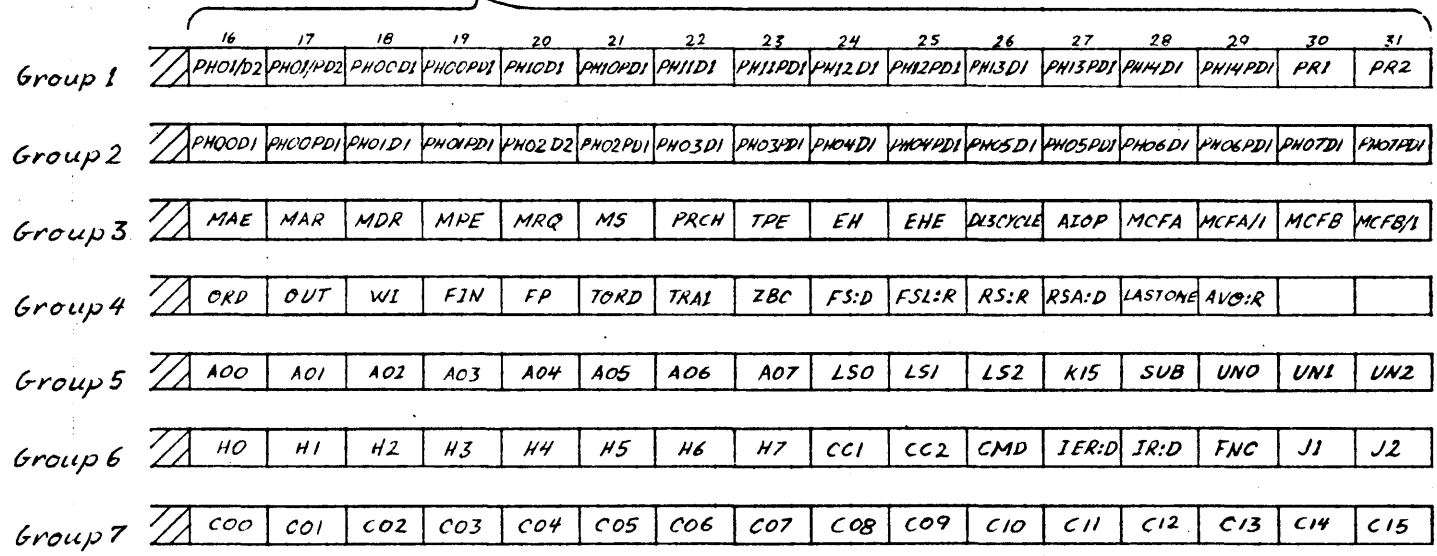 16 17 18 19 20 21 22 23 24 25 26 27 28 29 30 31
Group 1 PH01/D2 PH01/PD2 PH00D1 PH00PD1 PH10D1 PH10PD1 PH11D1 PH11PD1 PH12D1 PH12PD1 PH13D1 PH13PD1 PH14D1 PH14PD1 PR1 PR2
Group 2 PH00D1 PH00PD1 PH01D1 PH01PD1 PH02D2 PH02PD1 PH03D1 PH03PD1 PH04D1 PH04PD1 PH05D1 PH05PD1 PH06D1 PH06PD1 PH07D1 PH07PD1
Group 3 MAE MAR MDR MPE MRQ MS PRCH TPE EH EHE DL3CYCLE AIOP MCFA MCFA/1 MCFB MCFB/1
Group 4 ORD OUT WI FIN FP TORD TRA1 ZBC FS:D FSL:R RS:R RSA:D LASTONE AVO:R
Group 5 A00 A01 A02 A03 A04 A05 A06 A07 LS0 LS1 LS2 K15 SUB UN0 UN1 UN2
Group 6 H0 H1 H2 H3 H4 H5 H6 H7 CC1 CC2 CMD IER:D IR:D FNC J1 J2
Group 7 C00 C01 C02 C03 C04 C05 C06 C07 C08 C09 C10 C11 C12 C13 C14 C15